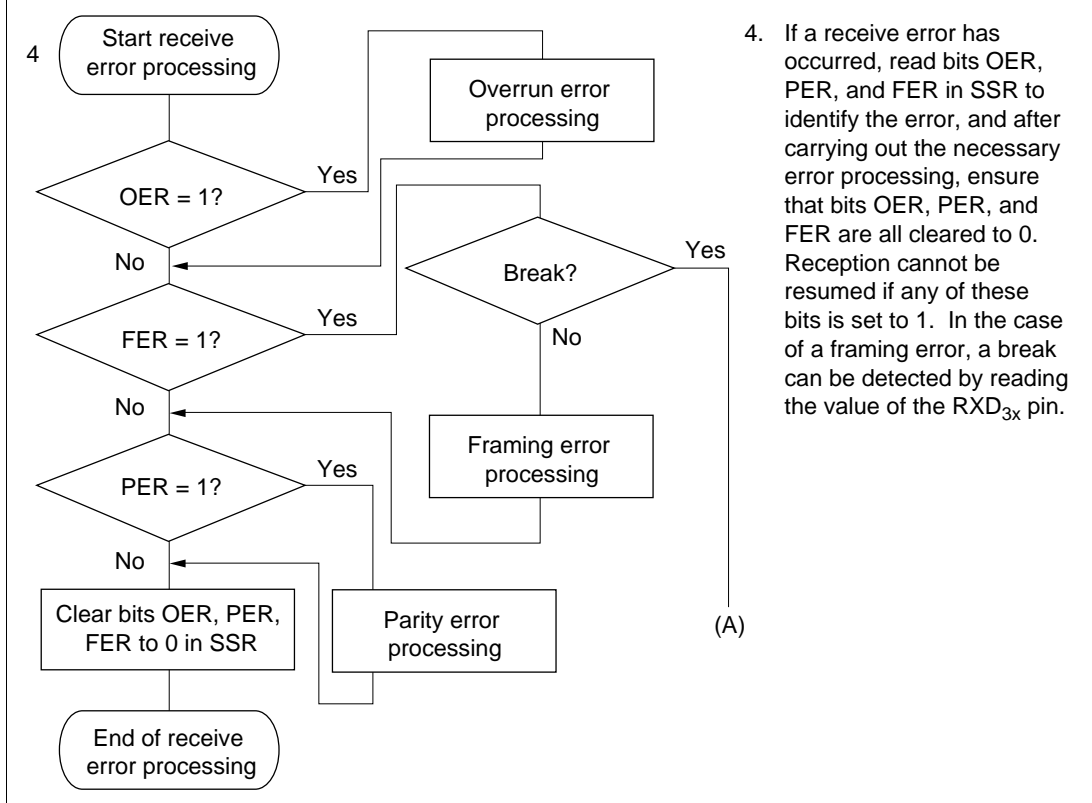 4
Start receive
error processing
Overrun error
processing
Yes
OER = 1?
No
Break?
Yes
Yes
FER = 1?
No
No
Framing error
processing
Yes
PER = 1?
No
Clear bits OER, PER,
FER to 0 in SSR
Parity error
processing
(A)
End of receive
error processing
4. If a receive error has
occurred, read bits OER,
PER, and FER in SSR to
identify the error, and after
carrying out the necessary
error processing, ensure
that bits OER, PER, and
FER are all cleared to 0.
Reception cannot be
resumed if any of these
bits is set to 1. In the case
of a framing error, a break
can be detected by reading
the value of the RXD3x pin.